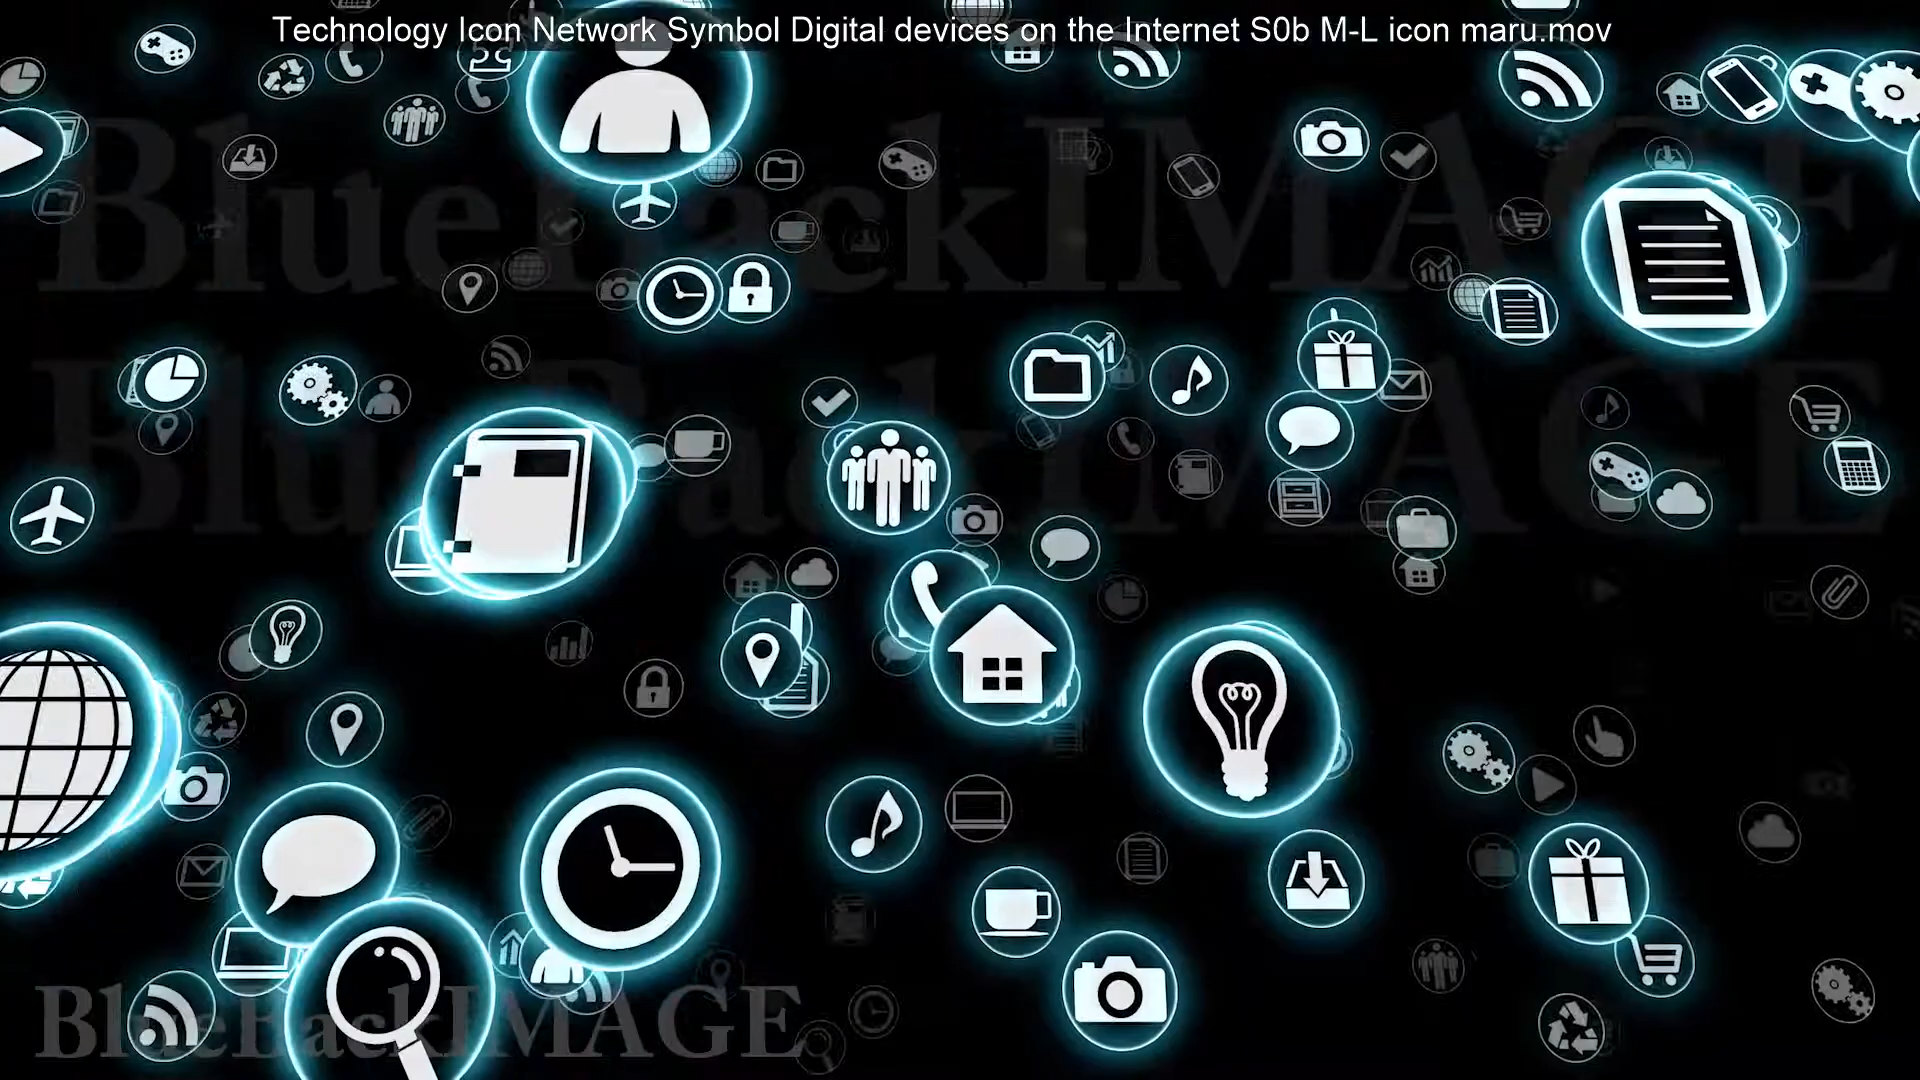 Technology Icon Network Symbol Digital devices on the Internet S0b M-L icon maru.mov
BlueBackIMAGE
BlueBackIMAGE
BlueBackIMAGE